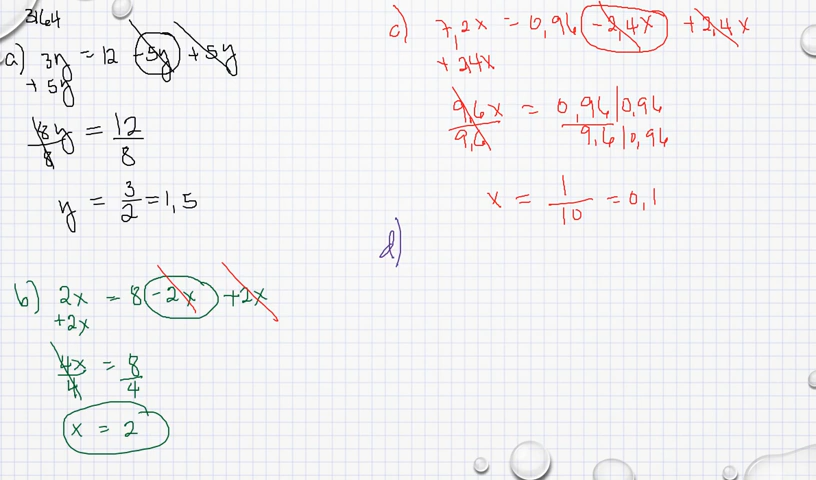 3164
a) 3y = 12 - 5y + 5y
+ 5y
8y/8 = 12/8
y = 3/2 = 1,5
b) 2x = 8 - 2x + 2x
+2x
4x/4 = 8/4
x = 2
c) 7,2x = 0,96 - 2,4x + 2,4x
+ 2,4x
9,6x/9,6 = 0,96|0,96 / 9,6|0,96
x = 1/10 = 0,1
d)